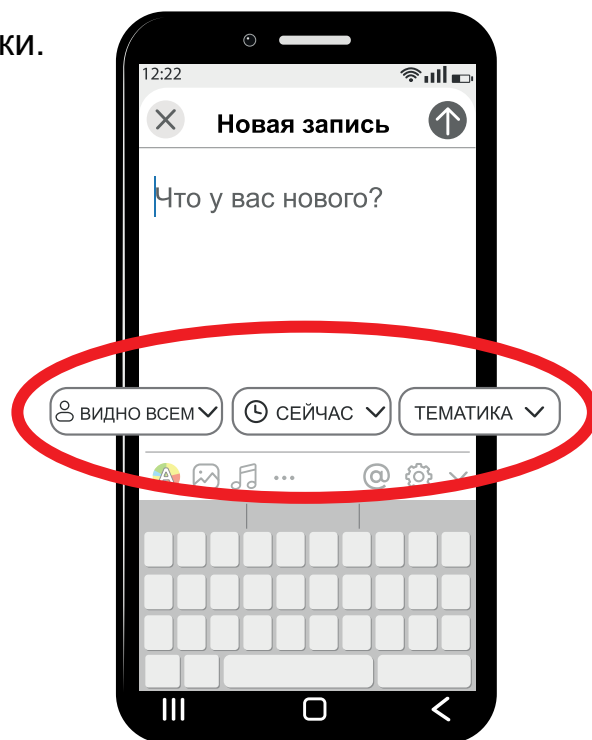 ки.
12:22
Новая запись
Что у вас нового?
ВИДНО ВСЕМ СЕЙЧАС ТЕМАТИКА
A @